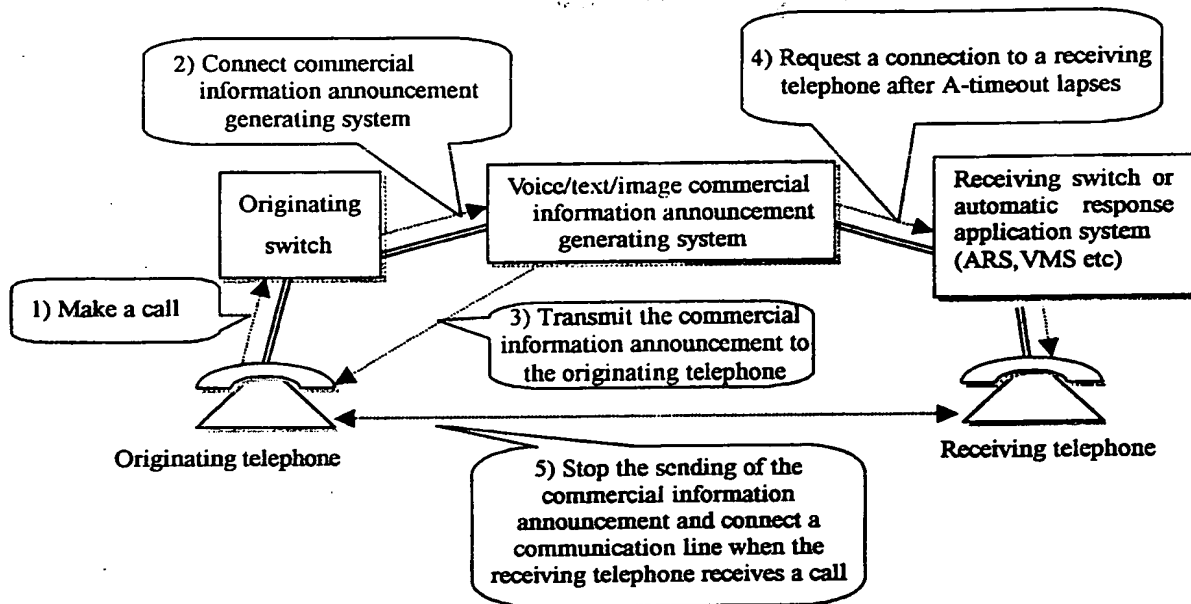 2) Connect commercial
information announcement
generating system
4) Request a connection to a receiving
telephone after A-timeout lapses
Originating
switch
Voice/text/image commercial
information announcement
generating system
Receiving switch or
automatic response
application system
(ARS,VMS etc)
1) Make a call
3) Transmit the commercial
information announcement to
the originating telephone
Originating telephone
Receiving telephone
5) Stop the sending of the
commercial information
announcement and connect a
communication line when the
receiving telephone receives a call